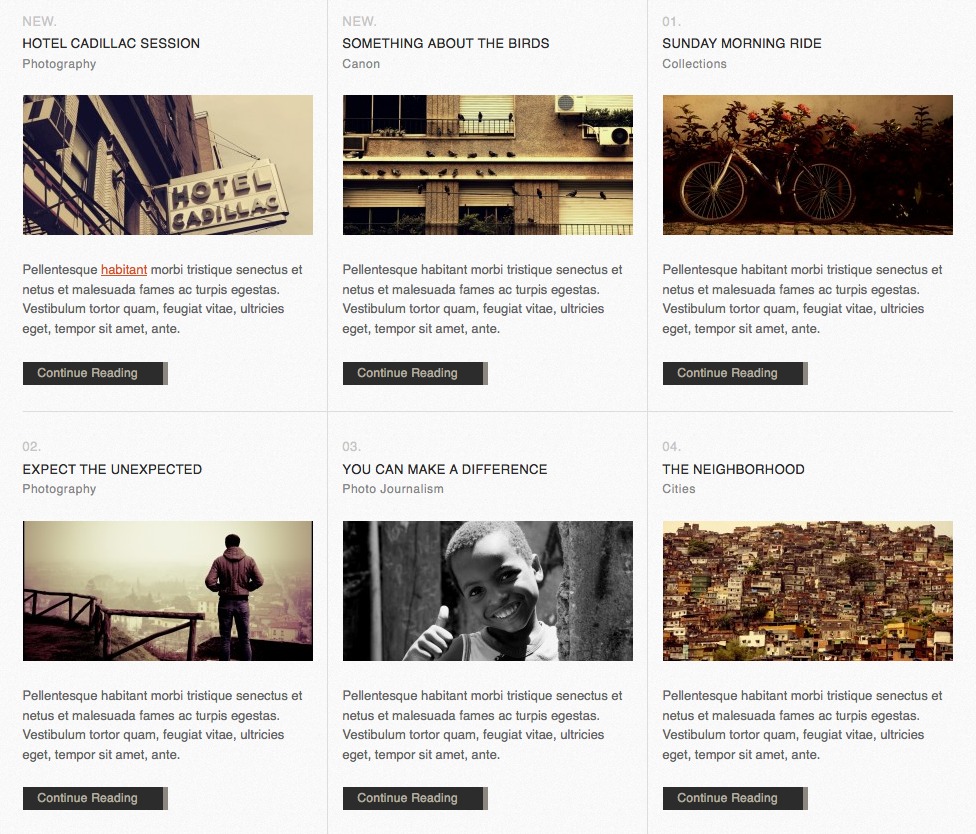 NEW.
HOTEL CADILLAC SESSION
Photography
HOTEL
CADILLAC
Pellentesque habitant morbi tristique senectus et
netus et malesuada fames ac turpis egestas.
Vestibulum tortor quam, feugiat vitae, ultricies
eget, tempor sit amet, ante.
Continue Reading
NEW.
SOMETHING ABOUT THE BIRDS
Canon
Pellentesque habitant morbi tristique senectus et
netus et malesuada fames ac turpis egestas.
Vestibulum tortor quam, feugiat vitae, ultricies
eget, tempor sit amet, ante.
Continue Reading
01.
SUNDAY MORNING RIDE
Collections
Pellentesque habitant morbi tristique senectus et
netus et malesuada fames ac turpis egestas.
Vestibulum tortor quam, feugiat vitae, ultricies
eget, tempor sit amet, ante.
Continue Reading
02.
EXPECT THE UNEXPECTED
Photography
Pellentesque habitant morbi tristique senectus et
netus et malesuada fames ac turpis egestas.
Vestibulum tortor quam, feugiat vitae, ultricies
eget, tempor sit amet, ante.
Continue Reading
03.
YOU CAN MAKE A DIFFERENCE
Photo Journalism
Pellentesque habitant morbi tristique senectus et
netus et malesuada fames ac turpis egestas.
Vestibulum tortor quam, feugiat vitae, ultricies
eget, tempor sit amet, ante.
Continue Reading
04.
THE NEIGHBORHOOD
Cities
Pellentesque habitant morbi tristique senectus et
netus et malesuada fames ac turpis egestas.
Vestibulum tortor quam, feugiat vitae, ultricies
eget, tempor sit amet, ante.
Continue Reading